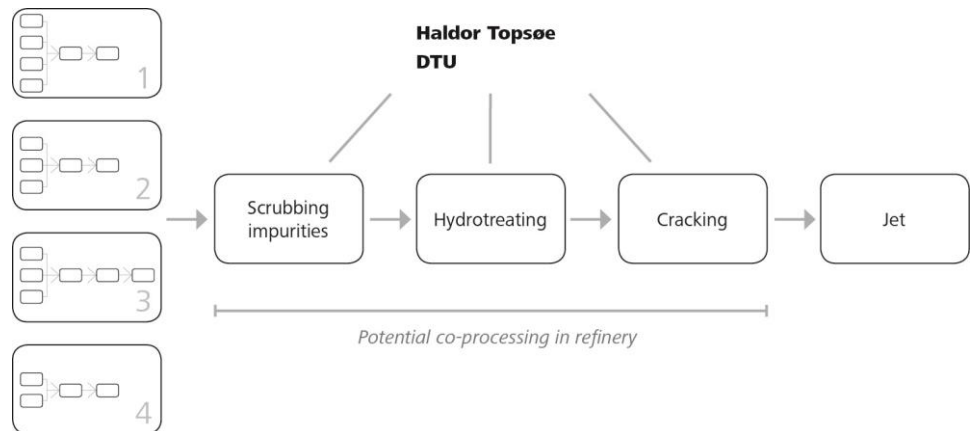 1
2
3
4
Haldor Topsøe
DTU
Scrubbing
impurities
Hydrotreating
Cracking
Jet
Potential co-processing in refinery